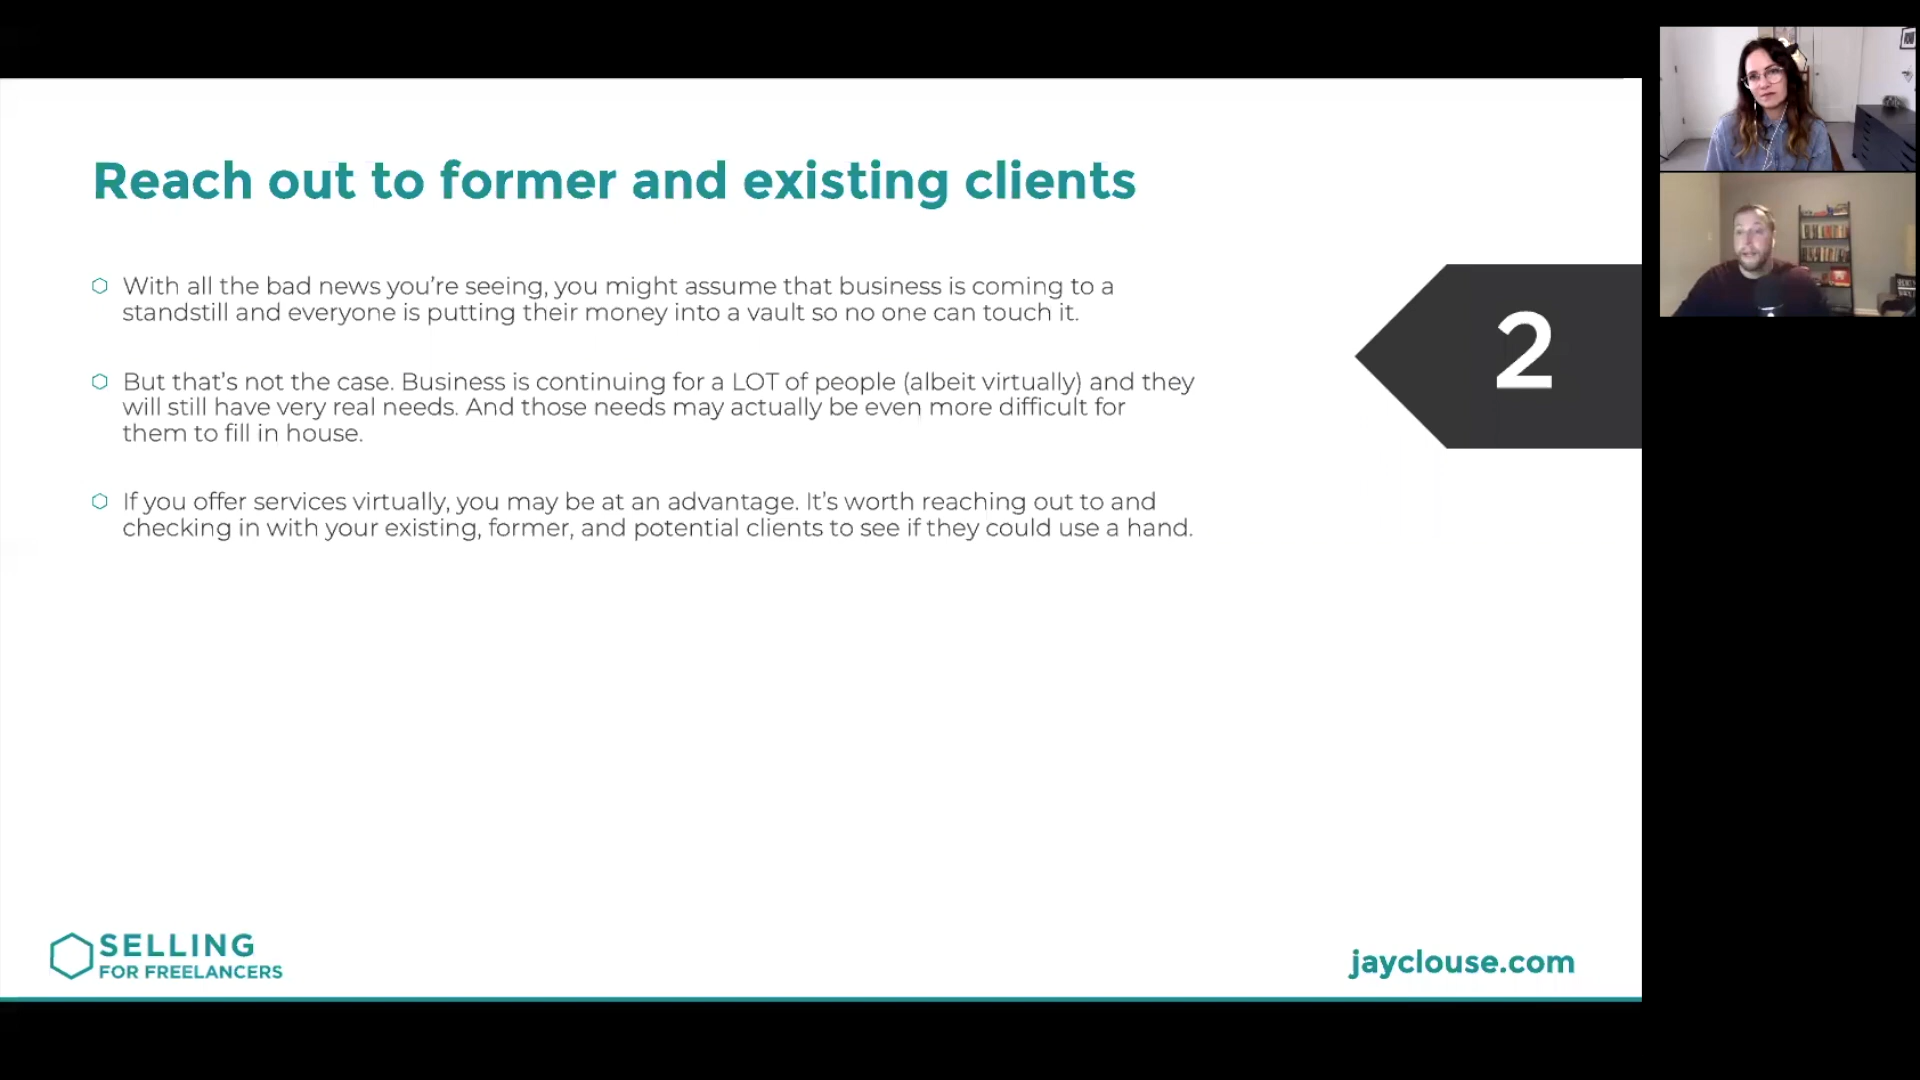 Reach out to former and existing clients
With all the bad news you’re seeing, you might assume that business is coming to a
standstill and everyone is putting their money into a vault so no one can touch it.
But that’s not the case. Business is continuing for a LOT of people (albeit virtually) and they
will still have very real needs. And those needs may actually be even more difficult for
them to fill in house.
If you offer services virtually, you may be at an advantage. It’s worth reaching out to and
checking in with your existing, former, and potential clients to see if they could use a hand.
2
SELLING
FOR FREELANCERS
jayclouse.com